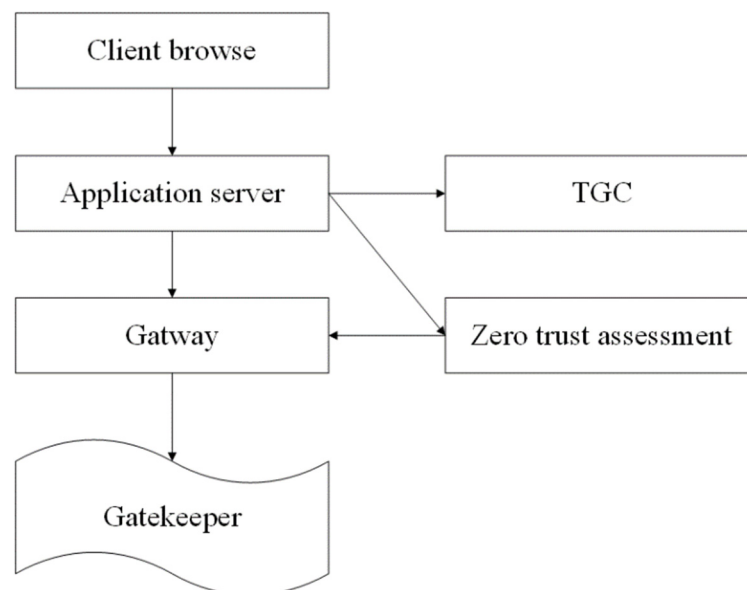 Client browse
Application server
TGC
Gatway
Zero trust assessment
Gatekeeper